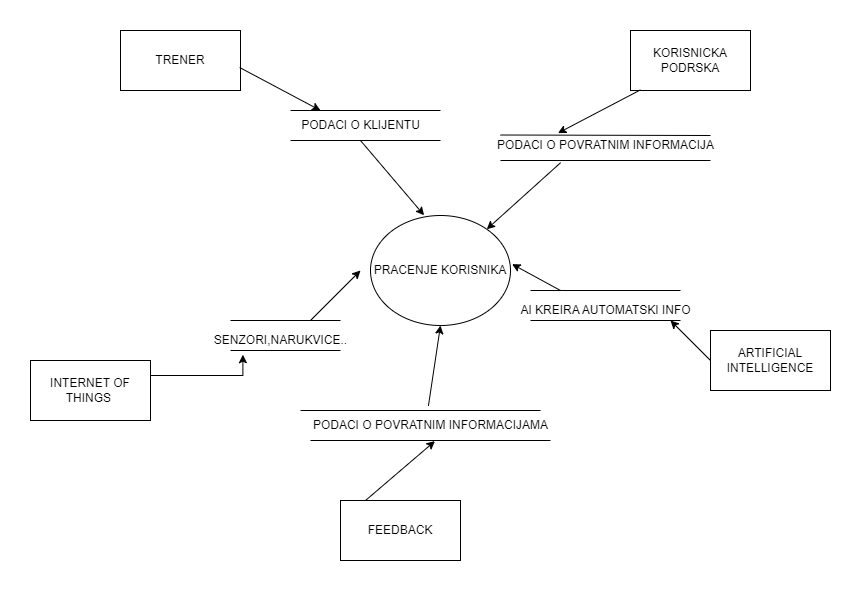 TRENER
KORISNICKA
PODRSKA
PODACI O KLIJENTU
PODACI O POVRATNIM INFORMACIJA
PRACENJE KORISNIKA
AI KREIRA AUTOMATSKI INFO
SENZORI,NARUKVICE..
ARTIFICIAL
INTELLIGENCE
INTERNET OF
THINGS
PODACI O POVRATNIM INFORMACIJAMA
FEEDBACK